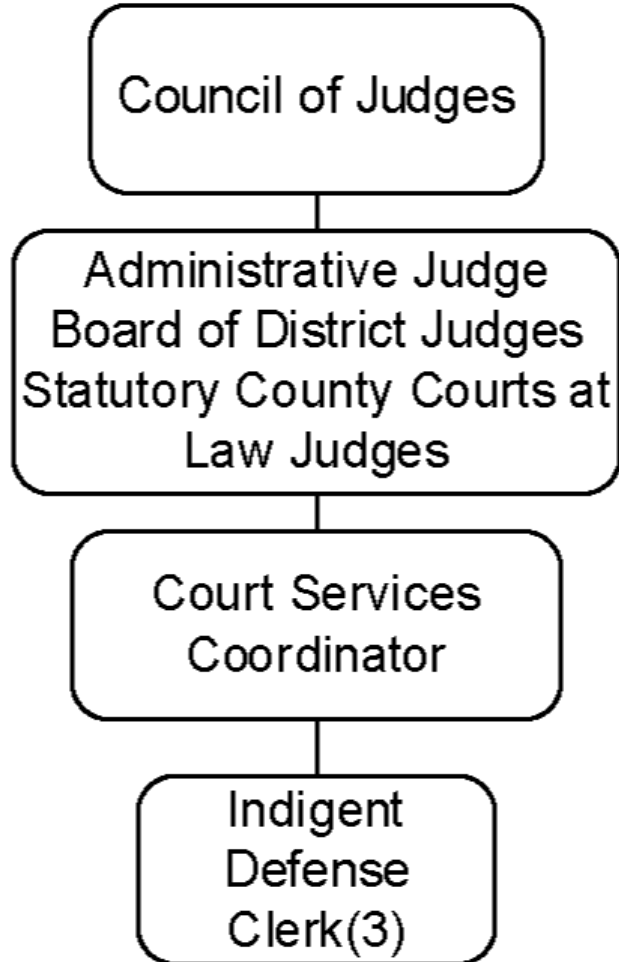 Council of Judges
Administrative Judge
Board of District Judges
Statutory County Courts at
Law Judges
Court Services
Coordinator
Indigent
Defense
Clerk(3)